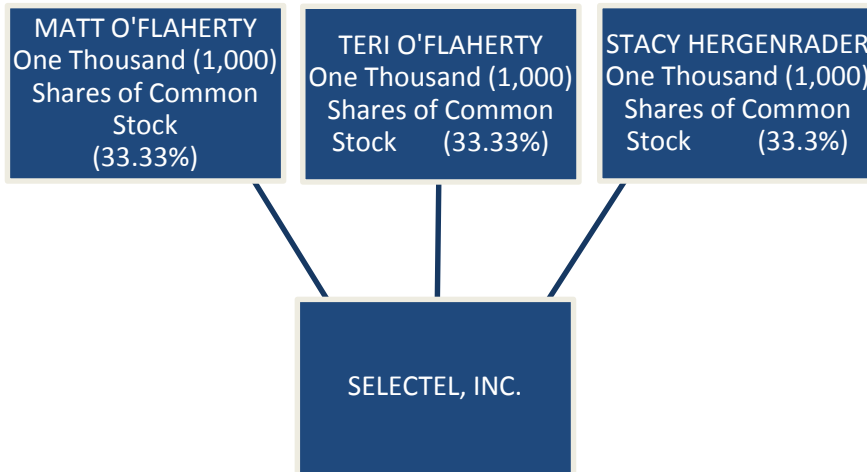 MATT O'FLAHERTY
One Thousand (1,000)
Shares of Common
Stock
(33.33%)
TERI O'FLAHERTY
One Thousand (1,000)
Shares of Common
Stock (33.33%)
STACY HERGENRADER
One Thousand (1,000)
Shares of Common
Stock (33.3%)
SELECTEL, INC.